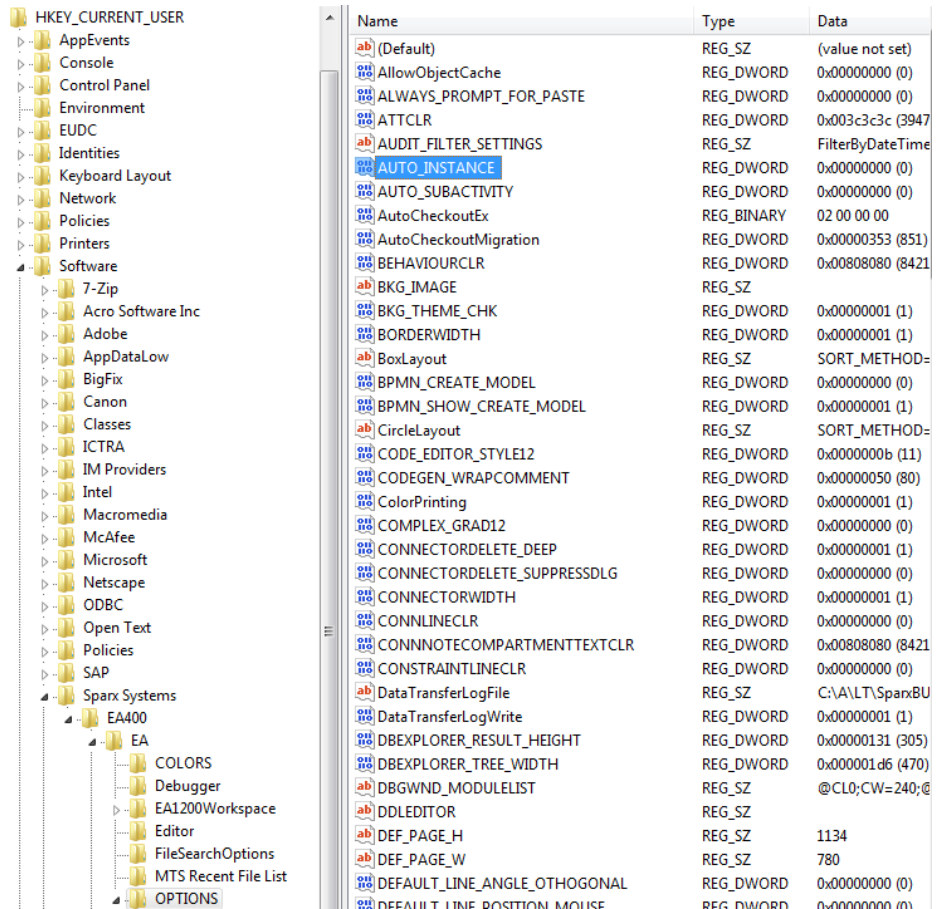 HKEY_CURRENT_USER
AppEvents
Console
Control Panel
Environment
EUDC
Identities
Keyboard Layout
Network
Policies
Printers
Software
7-Zip
Acro Software Inc
Adobe
AppDataLow
BigFix
Canon
Classes
ICTRA
IM Providers
Intel
Macromedia
McAfee
Microsoft
Netscape
ODBC
Open Text
Policies
SAP
Sparx Systems
EA400
EA
COLORS
Debugger
EA1200Workspace
Editor
FileSearchOptions
MTS Recent File List
OPTIONS
Name Type Data
(Default) REG_SZ (value not set)
AllowObjectCache REG_DWORD 0x00000000 (0)
ALWAYS_PROMPT_FOR_PASTE REG_DWORD 0x00000000 (0)
ATTCLR REG_DWORD 0x003c3c3c (3947
AUDIT_FILTER_SETTINGS REG_SZ FilterByDateTime
AUTO_INSTANCE REG_DWORD 0x00000000 (0)
AUTO_SUBACTIVITY REG_DWORD 0x00000000 (0)
AutoCheckoutEx REG_BINARY 02 00 00 00
AutoCheckoutMigration REG_DWORD 0x00000353 (851)
BEHAVIOURCLR REG_DWORD 0x00808080 (8421
BKG_IMAGE REG_SZ
BKG_THEME_CHK REG_DWORD 0x00000001 (1)
BORDERWIDTH REG_DWORD 0x00000001 (1)
BoxLayout REG_SZ SORT_METHOD=
BPMN_CREATE_MODEL REG_DWORD 0x00000000 (0)
BPMN_SHOW_CREATE_MODEL REG_DWORD 0x00000001 (1)
CircleLayout REG_SZ SORT_METHOD=
CODE_EDITOR_STYLE12 REG_DWORD 0x0000000b (11)
CODEGEN_WRAPCOMMENT REG_DWORD 0x00000050 (80)
ColorPrinting REG_DWORD 0x00000001 (1)
COMPLEX_GRAD12 REG_DWORD 0x00000000 (0)
CONNECTORDELETE_DEEP REG_DWORD 0x00000001 (1)
CONNECTORDELETE_SUPPRESSDLG REG_DWORD 0x00000000 (0)
CONNECTORWIDTH REG_DWORD 0x00000001 (1)
CONNLINECLR REG_DWORD 0x00000000 (0)
CONNNOTECOMPARTMENTTEXTCLR REG_DWORD 0x00808080 (8421
CONSTRAINTLINECLR REG_DWORD 0x00000000 (0)
DataTransferLogFile REG_SZ C:\A\LT\SparxBU
DataTransferLogWrite REG_DWORD 0x00000001 (1)
DBEXPLORER_RESULT_HEIGHT REG_DWORD 0x00000131 (305)
DBEXPLORER_TREE_WIDTH REG_DWORD 0x000001d6 (470)
DBGWND_MODULELIST REG_SZ @CL0;CW=240;@
DDLEDITOR REG_SZ
DEF_PAGE_H REG_SZ 1134
DEF_PAGE_W REG_SZ 780
DEFAULT_LINE_ANGLE_OTHOGONAL REG_DWORD 0x00000000 (0)
DEFAULT_LINE_POSITION_MOUSE REG_DWORD 0x00000000 (0)